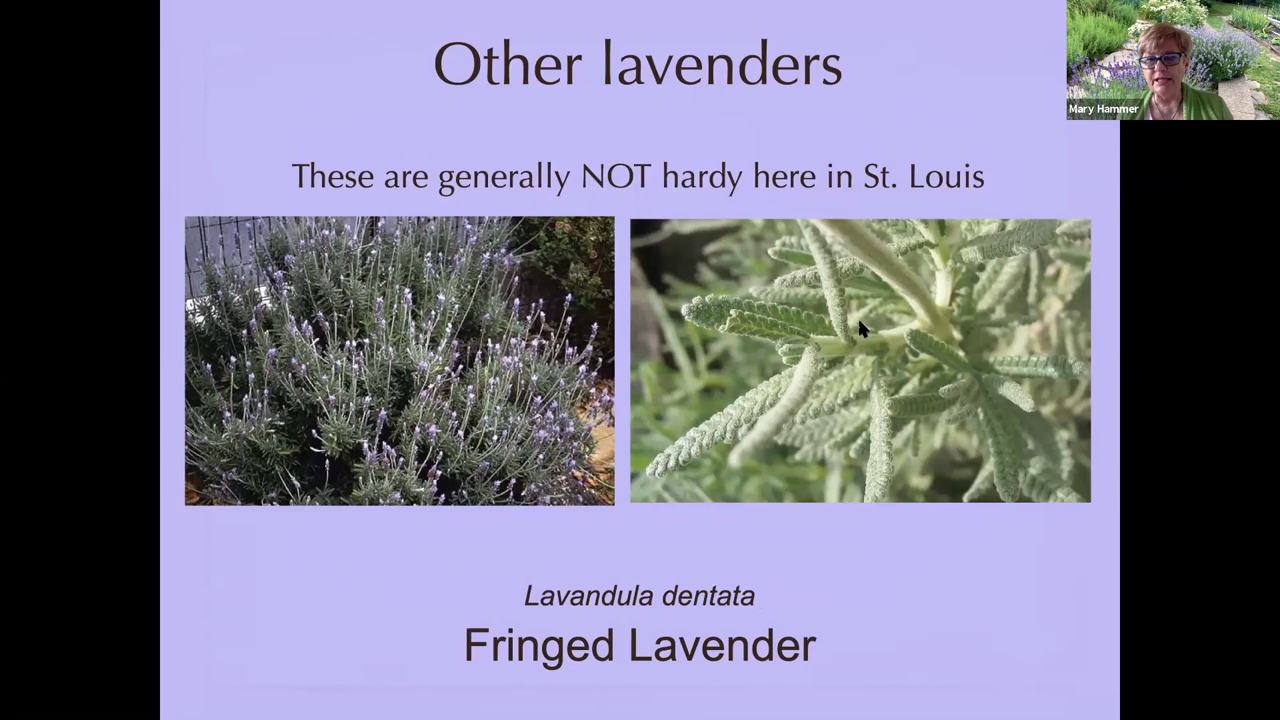 Other lavenders
Mary Hammer
These are generally NOT hardy here in St. Louis
Lavandula dentata
Fringed Lavender